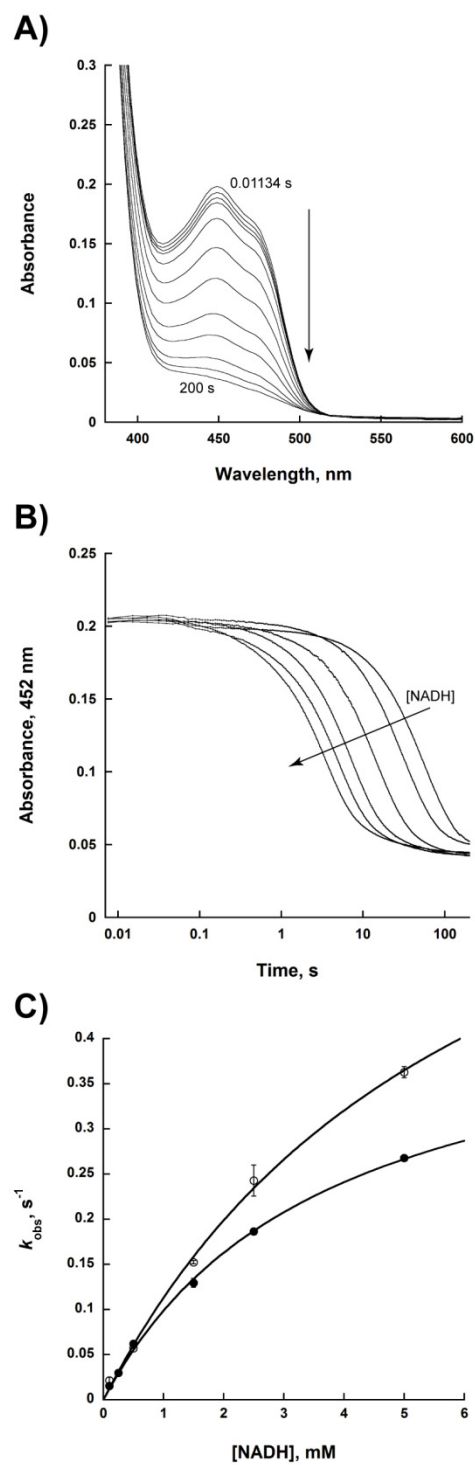 A)
0.3
0.25
0.2
0.15
0.1
0.05
0
Absorbance
0.01134 s
200 s
400 450 500 550 600
Wavelength, nm
B)
0.25
0.2
0.15
0.1
0.05
0
Absorbance, 452 nm
[NADH]
0.01 0.1 1 10 100
Time, s
C)
0.4
0.35
0.3
0.25
0.2
0.15
0.1
0.05
0
kobs, s-1
0 1 2 3 4 5 6
[NADH], mM